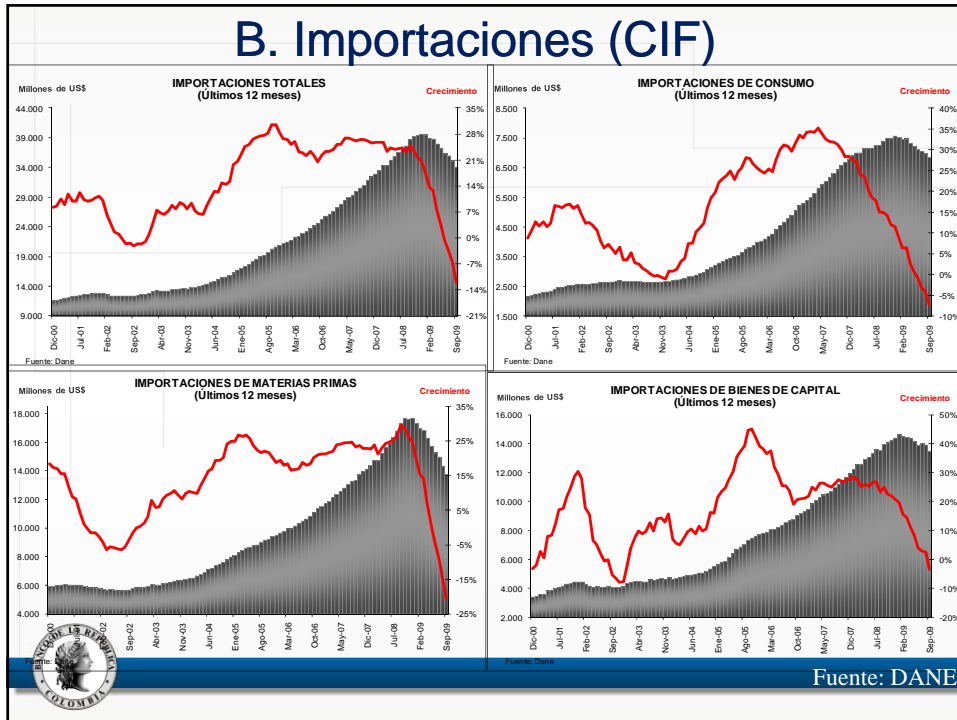 B. Importaciones (CIF)
IMPORTACIONES TOTALES
(Últimos 12 meses)
Millones de US$
Crecimiento
44.000
39.000
34.000
29.000
24.000
19.000
14.000
9.000
35%
28%
21%
14%
7%
0%
-7%
-14%
-21%
Dic-00
Jul-01
Feb-02
Sep-02
Abr-03
Nov-03
Jun-04
Ene-05
Ago-05
Mar-06
Oct-06
May-07
Dic-07
Jul-08
Feb-09
Sep-09
Fuente: Dane
IMPORTACIONES DE CONSUMO
(Últimos 12 meses)
Millones de US$
Crecimiento
8.500
7.500
6.500
5.500
4.500
3.500
2.500
1.500
40%
35%
30%
25%
20%
15%
10%
5%
0%
-5%
-10%
Dic-00
Jul-01
Feb-02
Sep-02
Abr-03
Nov-03
Jun-04
Ene-05
Ago-05
Mar-06
Oct-06
May-07
Dic-07
Jul-08
Feb-09
Sep-09
Fuente: Dane
IMPORTACIONES DE MATERIAS PRIMAS
(Últimos 12 meses)
Millones de US$
Crecimiento
18.000
16.000
14.000
12.000
10.000
8.000
6.000
4.000
35%
25%
15%
5%
-5%
-15%
-25%
Feb-02
Sep-02
Abr-03
Nov-03
Jun-04
Ene-05
Ago-05
Mar-06
Oct-06
May-07
Dic-07
Jul-08
Feb-09
Sep-09
Fuente: Dane
IMPORTACIONES DE BIENES DE CAPITAL
(Últimos 12 meses)
Millones de US$
Crecimiento
16.000
14.000
12.000
10.000
8.000
6.000
4.000
2.000
50%
40%
30%
20%
10%
0%
-10%
-20%
Dic-00
Jul-01
Feb-02
Sep-02
Abr-03
Nov-03
Jun-04
Ene-05
Ago-05
Mar-06
Oct-06
May-07
Dic-07
Jul-08
Feb-09
Sep-09
Fuente: Dane
BANCO DE LA REPUBLICA
COLOMBIA
Fuente: DANE